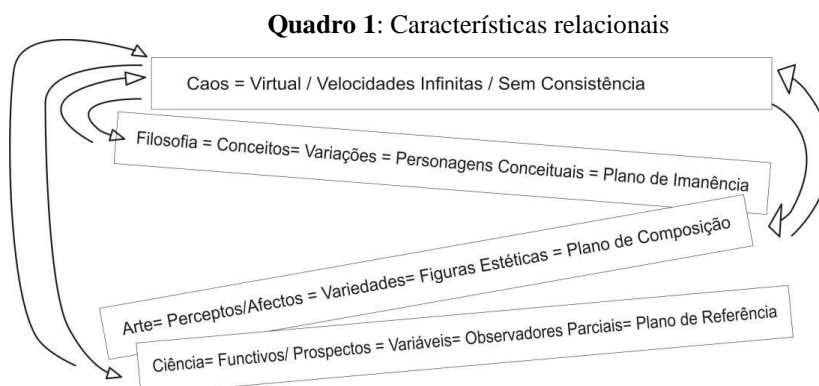 Quadro 1: Características relacionais
Caos = Virtual / Velocidades Infinitas / Sem Consistência
Filosofia = Conceitos= Variações = Personagens Conceituais = Plano de Imanência
Arte= Perceptos/Afectos = Variedades= Figuras Estéticas = Plano de Composição
Ciência= Functivos/ Prospectos = Variáveis= Observadores Parciais= Plano de Referência